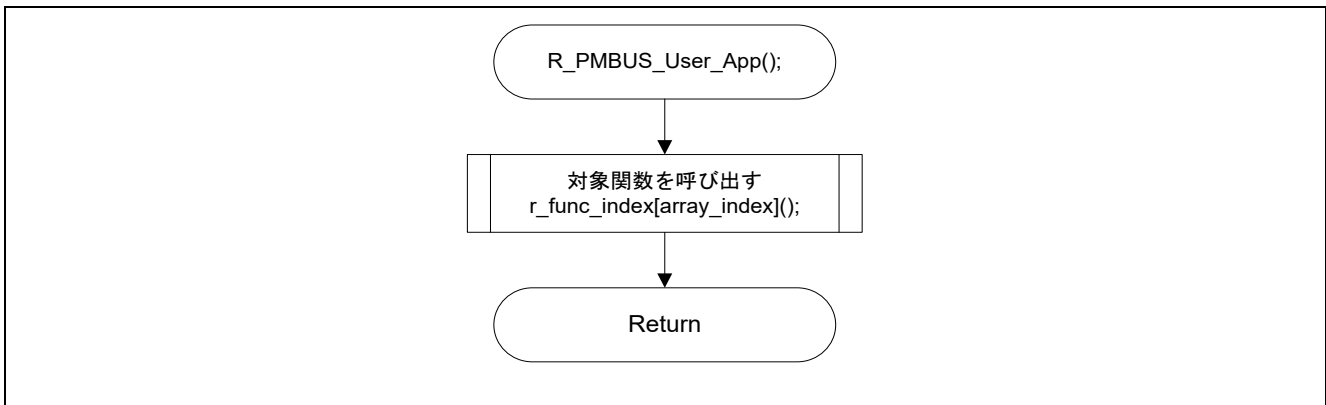 R_PMBUS_User_App();
対象関数を呼び出す
r_func_index[array_index]();
Return